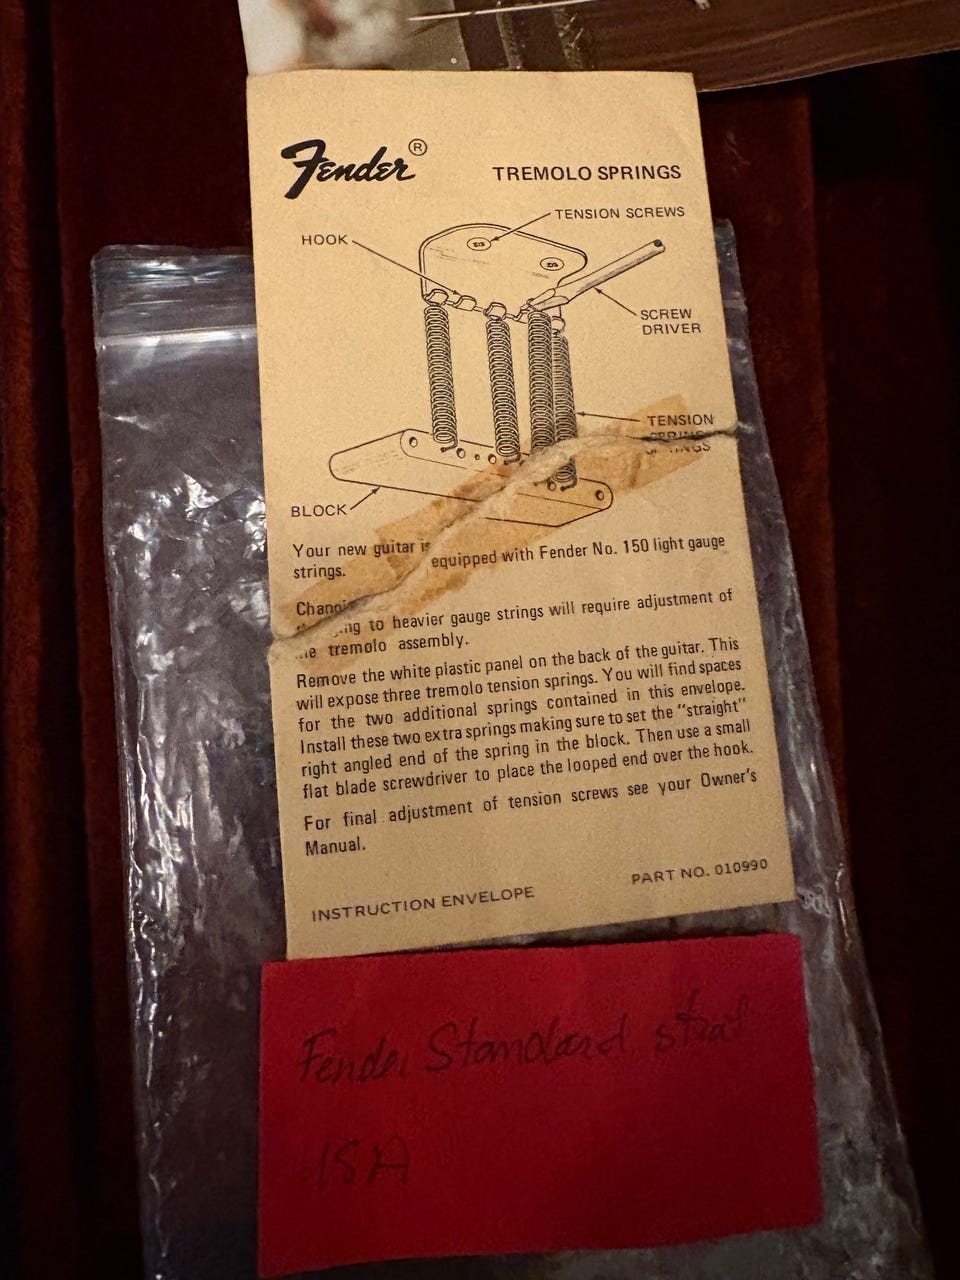 Fender®
TREMOLO SPRINGS
TENSION SCREWS
HOOK
SCREW
DRIVER
TENSION
SPRINGS
BLOCK
Your new guitar is equipped with Fender No. 150 light gauge
strings.
Changing to heavier gauge strings will require adjustment of
the tremolo assembly.
Remove the white plastic panel on the back of the guitar. This
will expose three tremolo tension springs. You will find spaces
for the two additional springs contained in this envelope.
Install these two extra springs making sure to set the "straight"
right angled end of the spring in the block. Then use a small
flat blade screwdriver to place the looped end over the hook.
For final adjustment of tension screws see your Owner's
Manual.
INSTRUCTION ENVELOPE
PART NO. 010990
Fender Standard strat
USA